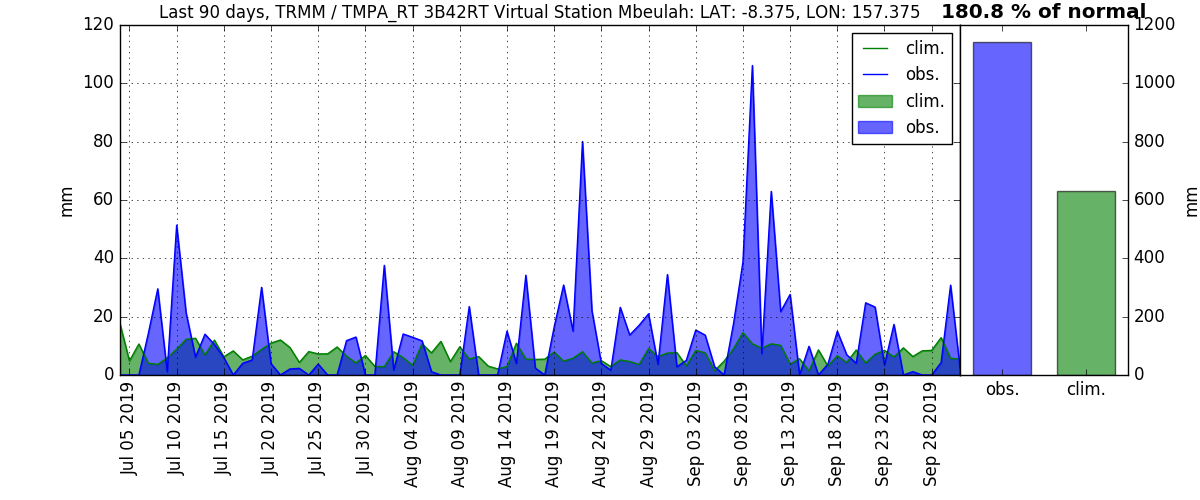 Last 90 days, TRMM / TMPA_RT 3B42RT Virtual Station Mbeulah: LAT: -8.375, LON: 157.375
180.8 % of normal
120
100
80
60
40
20
0
mm
clim.
obs.
clim.
obs.
1200
1000
800
600
400
200
0
mm
obs.
clim.
Jul 05 2019
Jul 10 2019
Jul 15 2019
Jul 20 2019
Jul 25 2019
Jul 30 2019
Aug 04 2019
Aug 09 2019
Aug 14 2019
Aug 19 2019
Aug 24 2019
Aug 29 2019
Sep 03 2019
Sep 08 2019
Sep 13 2019
Sep 18 2019
Sep 23 2019
Sep 28 2019